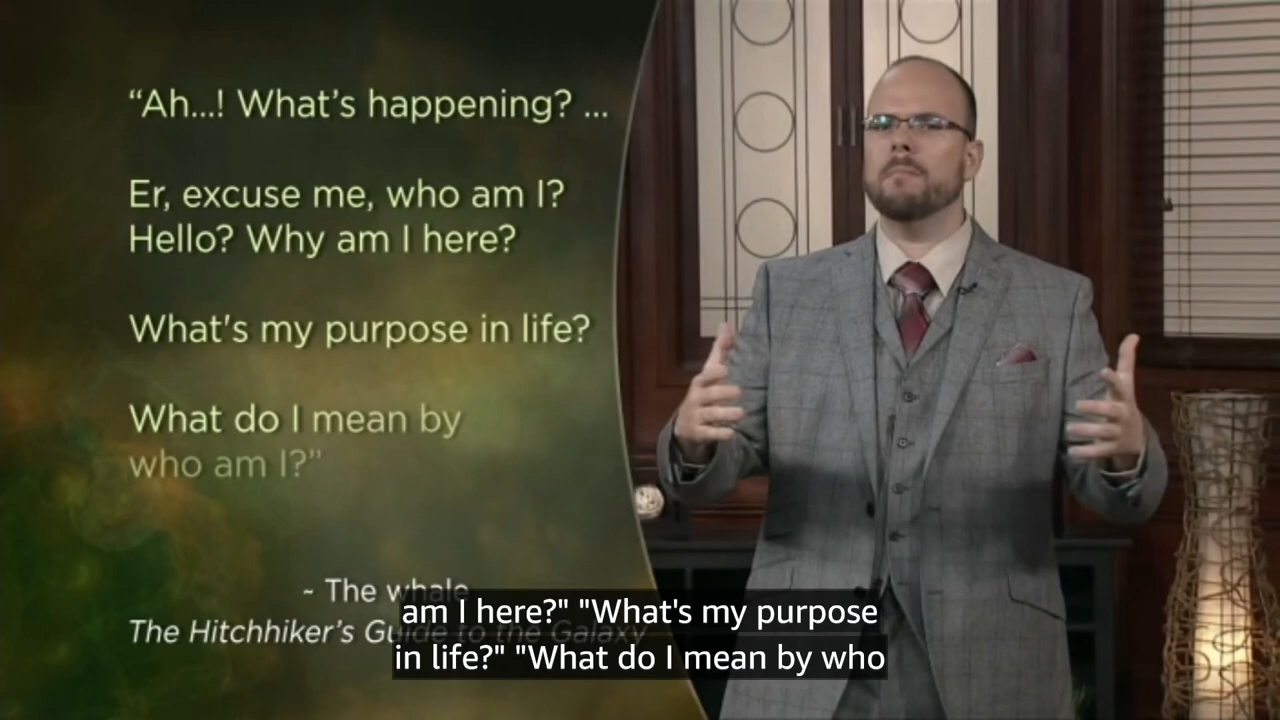 “Ah...! What’s happening? ...
Er, excuse me, who am I?
Hello? Why am I here?
What's my purpose in life?
What do I mean by
who am I?”
~ The whale
The Hitchhiker’s Guide to the Galaxy
am I here?" "What's my purpose
in life?" "What do I mean by who